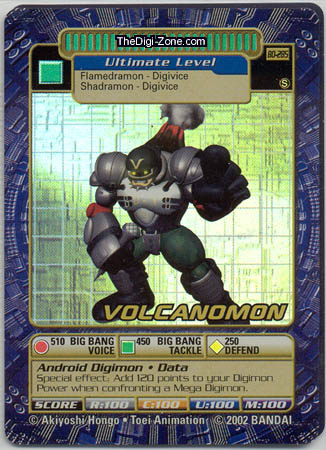 TheDigi-Zone.com
BO-285
Ultimate Level
Flamedramon - Digivice
Shadramon - Digivice
S
V
VOLCANOMON
510 BIG BANG VOICE
450 BIG BANG TACKLE
250 DEFEND
Android Digimon • Data
Special effect: Add 120 points to your Digimon
Power when confronting a Mega Digimon.
SCORE R:100 C:100 U:100 M:100
©Akiyoshi Hongo • Toei Animation • © 2002 BANDAI